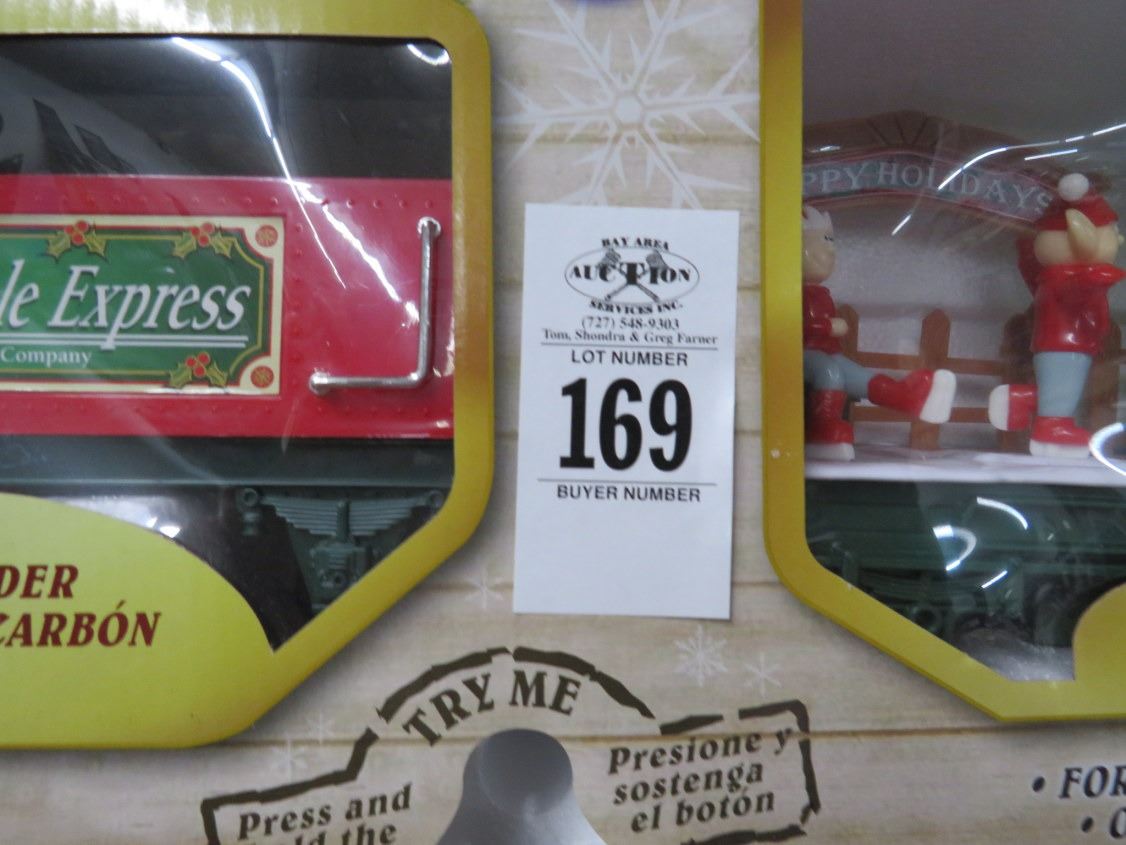 le Express
Company
DER
CARBÓN
BAY AREA
AUCTION
SERVICES INC.
(727) 548-9303
Tom, Shondra & Greg Farner
LOT NUMBER
169
BUYER NUMBER
PPY HOLIDAYS
TRY ME
Press and
the
Presione y
sostenga
el botón
• FOR